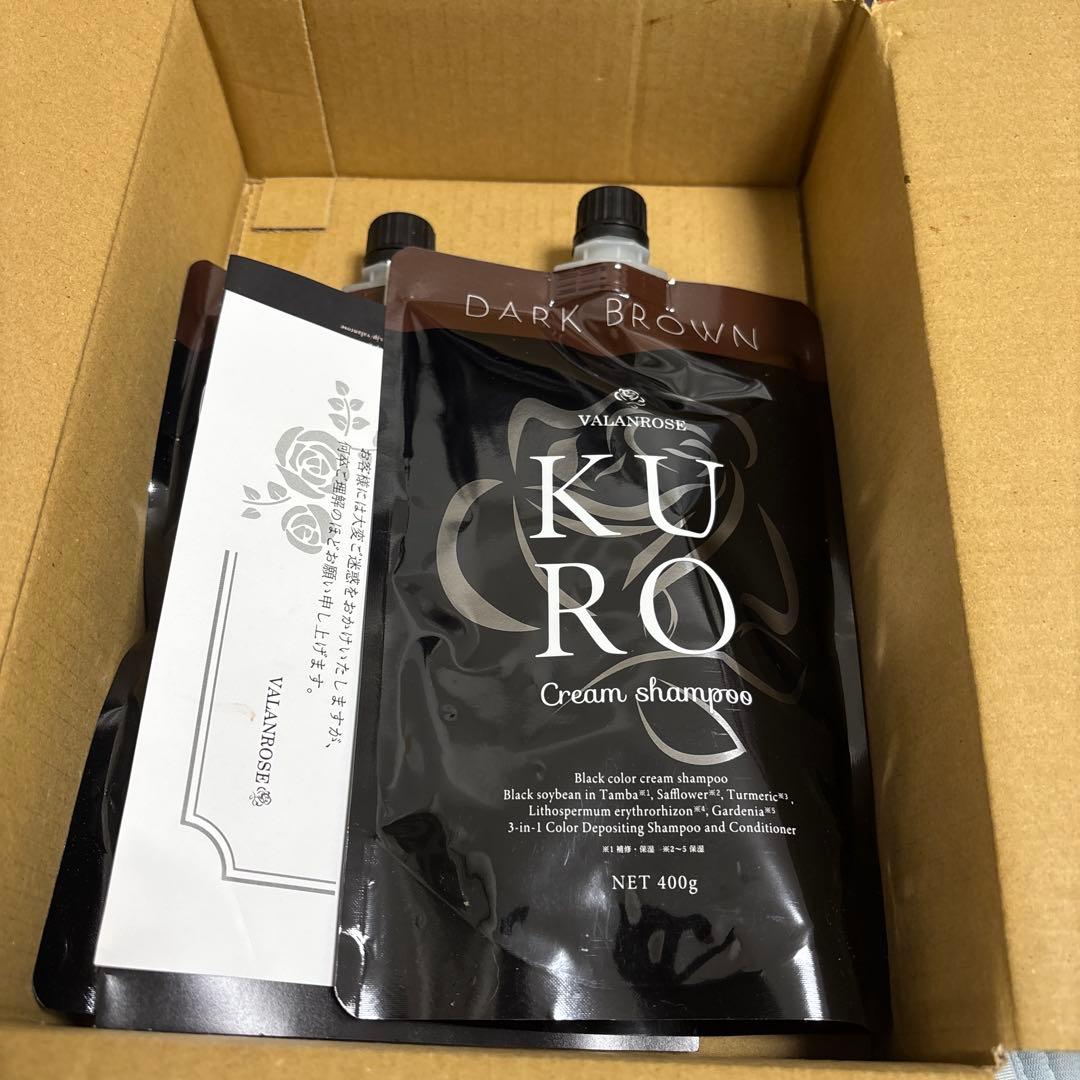 DARK BROWN
VALANROSE
KU
RO
Cream shampoo
Black color cream shampoo
Black soybean in Tamba※1, Safflower※2, Turmeric※3,
Lithospermum erythrorhizon※4, Gardenia※5
3-in-1 Color Depositing Shampoo and Conditioner
※1 補修・保湿 ※2～5 保湿
NET 400g
お客様には大変ご迷惑をおかけいたしますが、
何卒ご理解のほどお願い申し上げます。
VALANROSE